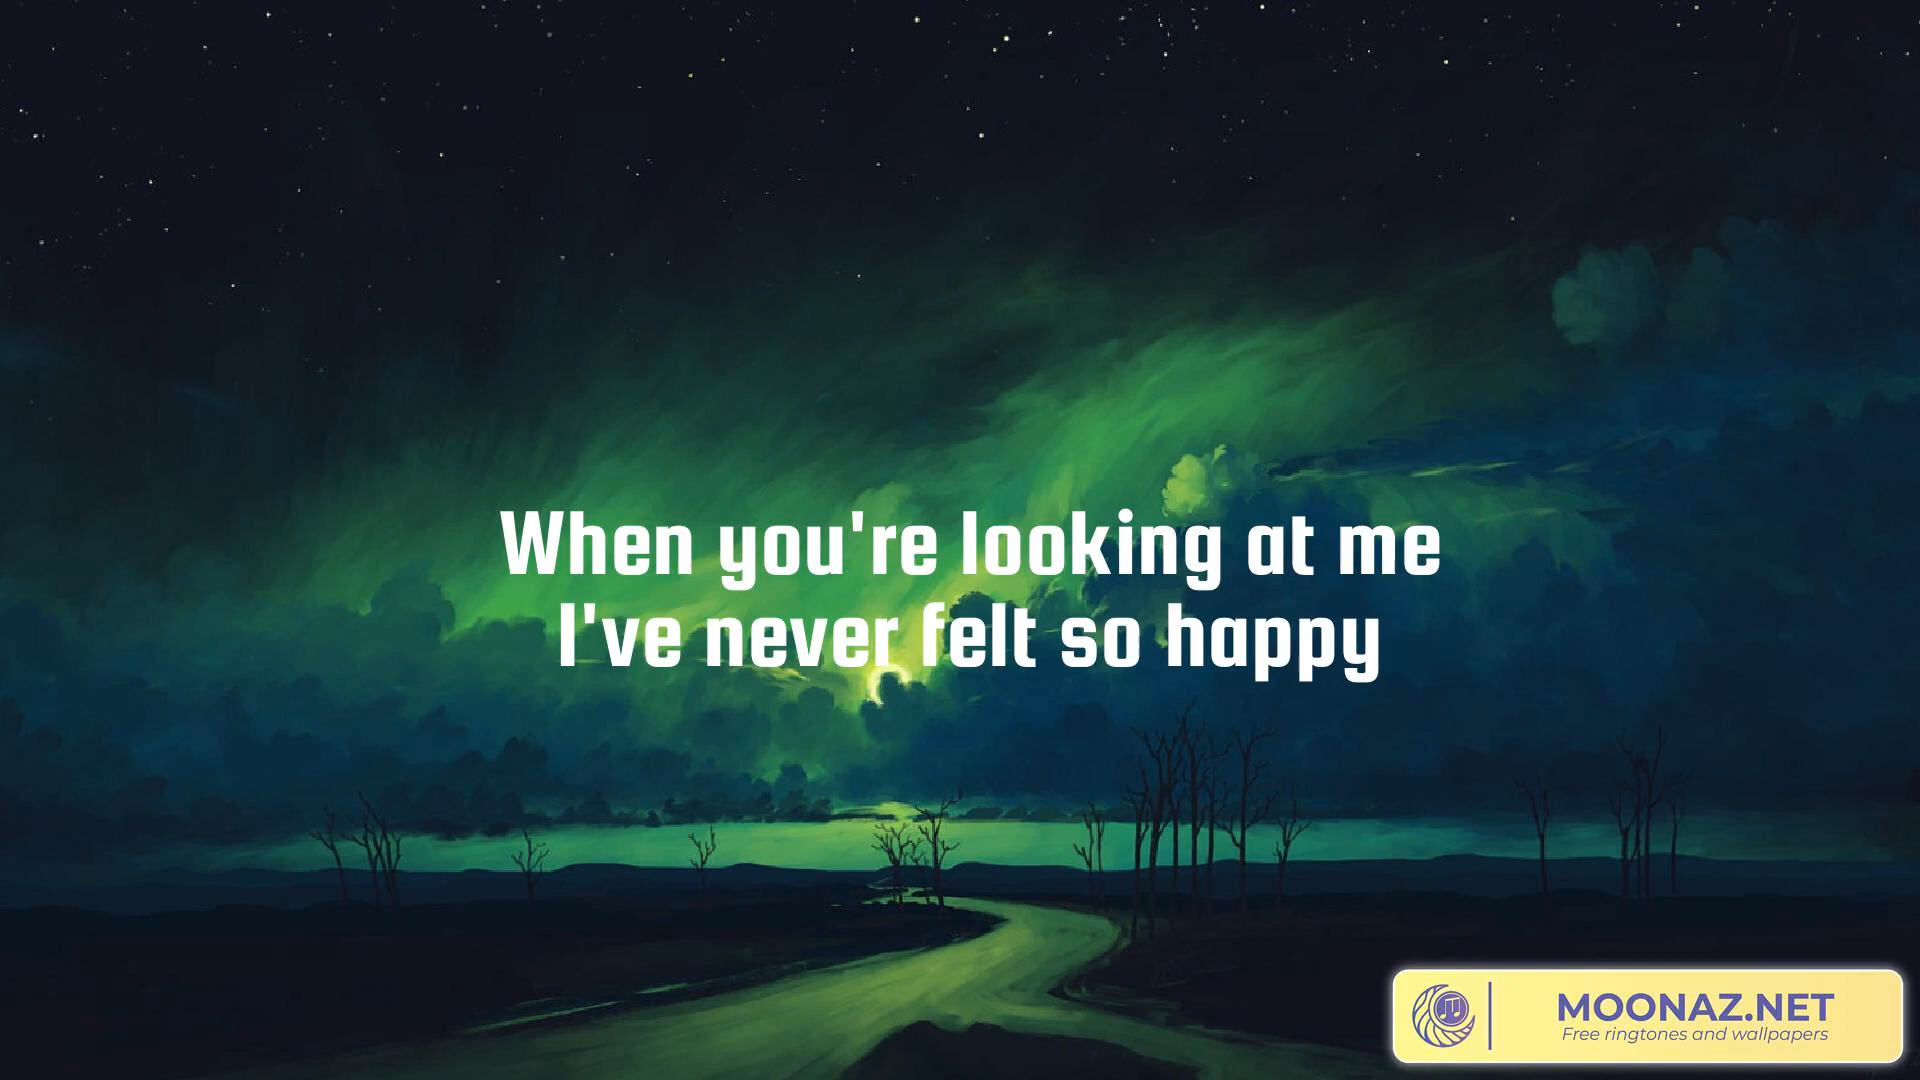 When you're looking at me
I've never felt so happy
MOONAZ.NET
Free ringtones and wallpapers